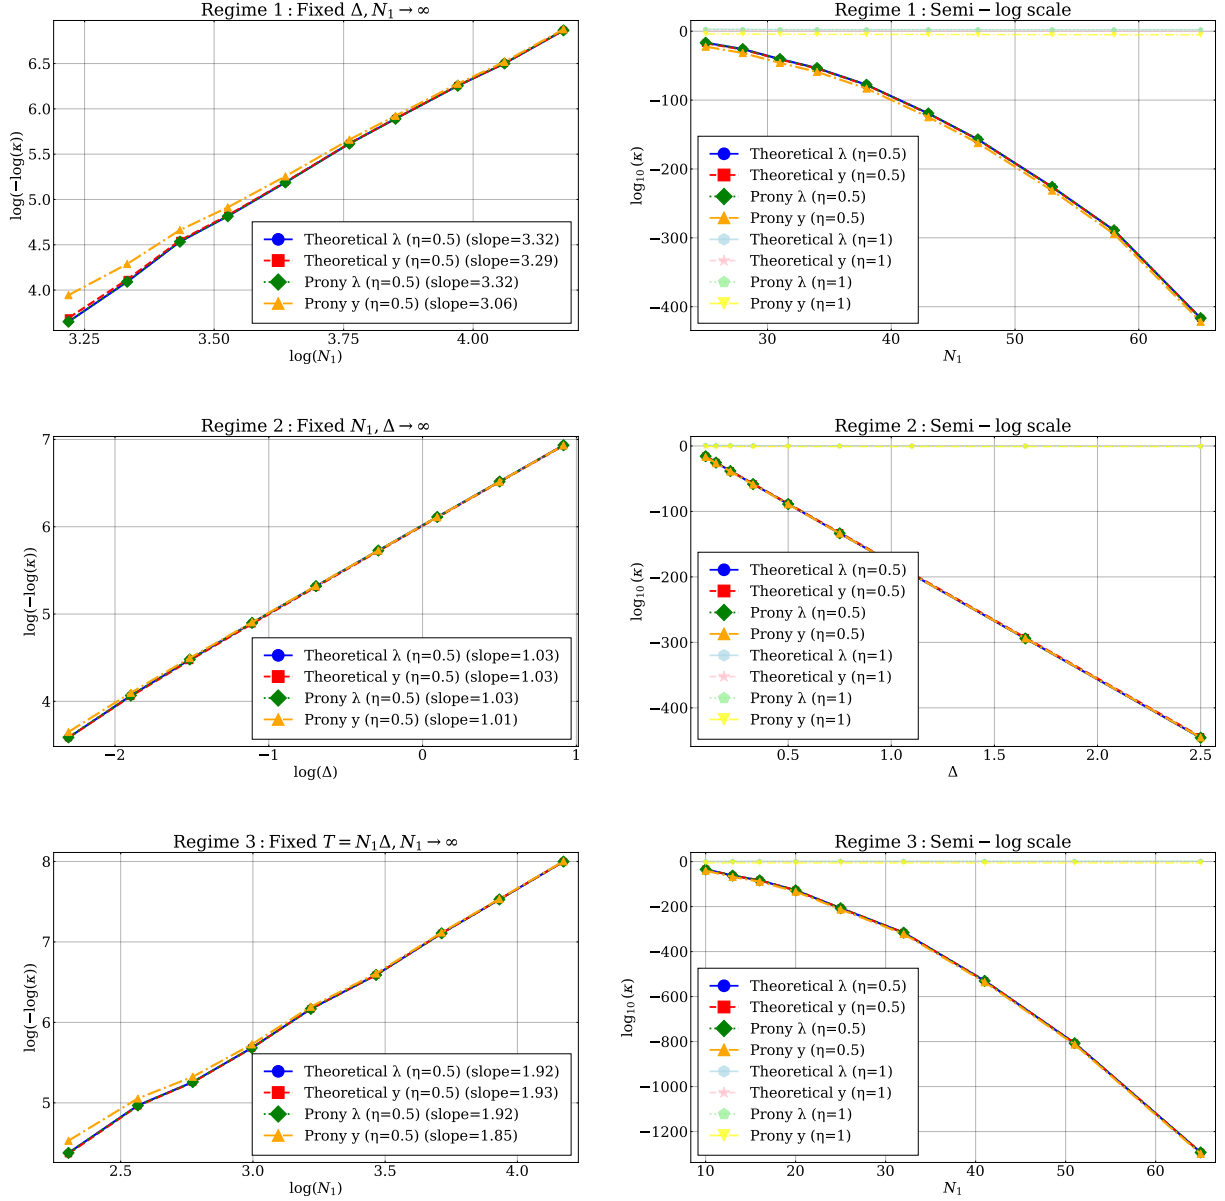 Regime 1 : Fixed Δ, N₁ → ∞
log(−log(κ))
6.5
6.0
5.5
5.0
4.5
4.0
3.25
3.50
3.75
4.00
log(N₁)
Theoretical λ (η=0.5) (slope=3.32)
Theoretical y (η=0.5) (slope=3.29)
Prony λ (η=0.5) (slope=3.32)
Prony y (η=0.5) (slope=3.06)
Regime 1 : Semi − log scale
log₁₀(κ)
0
−100
−200
−300
−400
30
40
50
60
N₁
Theoretical λ (η=0.5)
Theoretical y (η=0.5)
Prony λ (η=0.5)
Prony y (η=0.5)
Theoretical λ (η=1)
Theoretical y (η=1)
Prony λ (η=1)
Prony y (η=1)
Regime 2 : Fixed N₁, Δ → ∞
log(−log(κ))
7
6
5
4
−2
−1
0
1
log(Δ)
Theoretical λ (η=0.5) (slope=1.03)
Theoretical y (η=0.5) (slope=1.03)
Prony λ (η=0.5) (slope=1.03)
Prony y (η=0.5) (slope=1.01)
Regime 2 : Semi − log scale
log₁₀(κ)
0
−100
−200
−300
−400
0.5
1.0
1.5
2.0
2.5
Δ
Theoretical λ (η=0.5)
Theoretical y (η=0.5)
Prony λ (η=0.5)
Prony y (η=0.5)
Theoretical λ (η=1)
Theoretical y (η=1)
Prony λ (η=1)
Prony y (η=1)
Regime 3 : Fixed T = N₁Δ, N₁ → ∞
log(−log(κ))
8
7
6
5
2.5
3.0
3.5
4.0
log(N₁)
Theoretical λ (η=0.5) (slope=1.92)
Theoretical y (η=0.5) (slope=1.93)
Prony λ (η=0.5) (slope=1.92)
Prony y (η=0.5) (slope=1.85)
Regime 3 : Semi − log scale
log₁₀(κ)
0
−200
−400
−600
−800
−1000
−1200
10
20
30
40
50
60
N₁
Theoretical λ (η=0.5)
Theoretical y (η=0.5)
Prony λ (η=0.5)
Prony y (η=0.5)
Theoretical λ (η=1)
Theoretical y (η=1)
Prony λ (η=1)
Prony y (η=1)